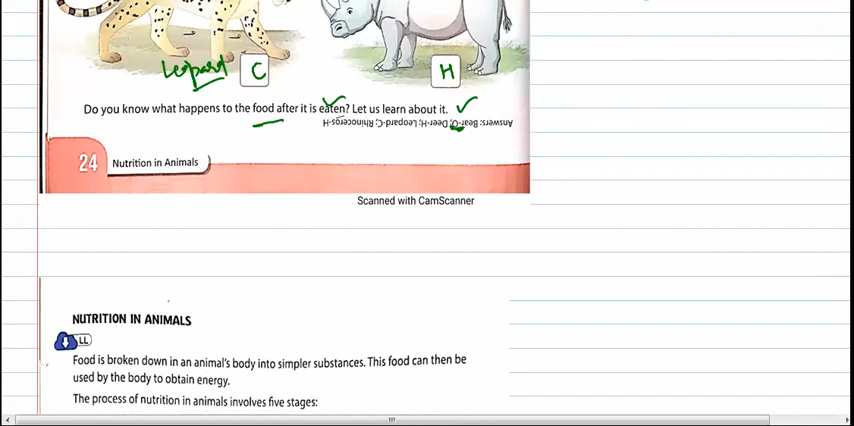 Leopard C H
Do you know what happens to the food after it is eaten? Let us learn about it.
Answers: Bear-O; Deer-H; Leopard-C; Rhinoceros-H
24 Nutrition in Animals
Scanned with CamScanner
NUTRITION IN ANIMALS
LL
Food is broken down in an animal's body into simpler substances. This food can then be
used by the body to obtain energy.
The process of nutrition in animals involves five stages: